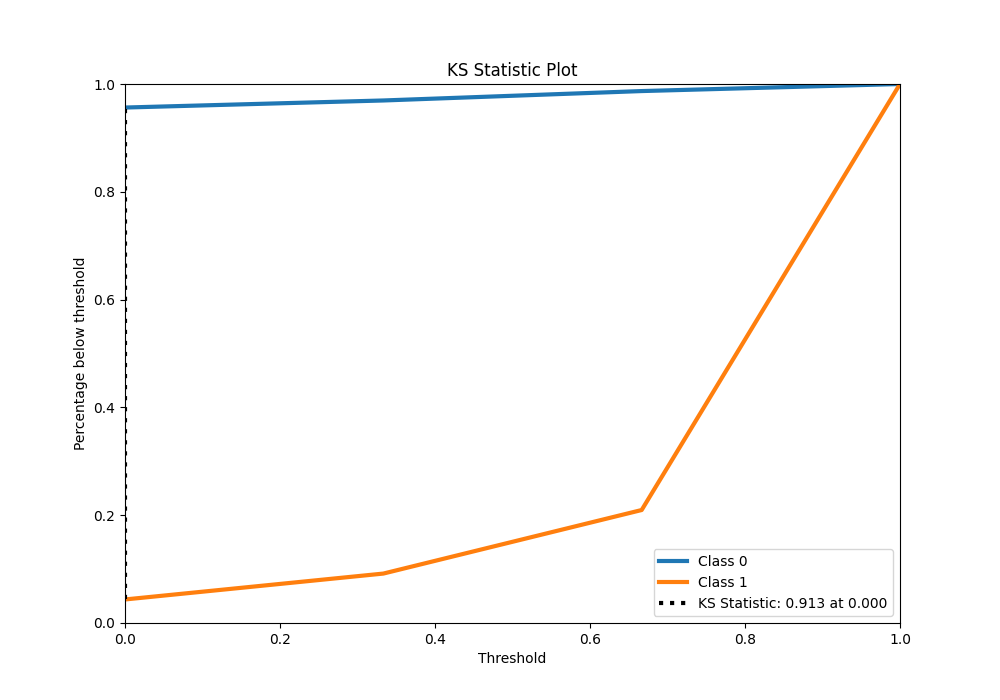 KS Statistic Plot
1.0
0.8
0.6
0.4
0.2
0.0
Percentage below threshold
0.0 0.2 0.4 0.6 0.8 1.0
Threshold
Class 0
Class 1
KS Statistic: 0.913 at 0.000